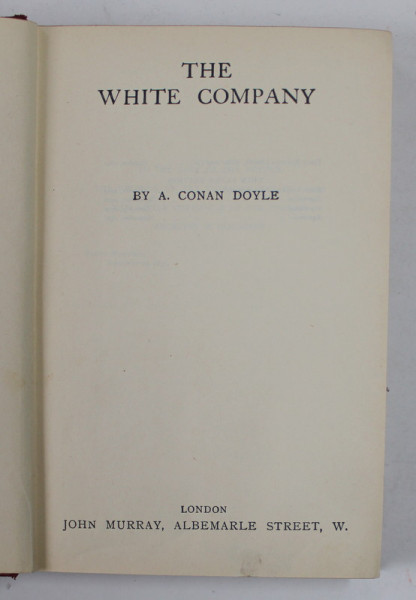 THE
WHITE COMPANY
BY A. CONAN DOYLE
LONDON
JOHN MURRAY, ALBEMARLE STREET, W.